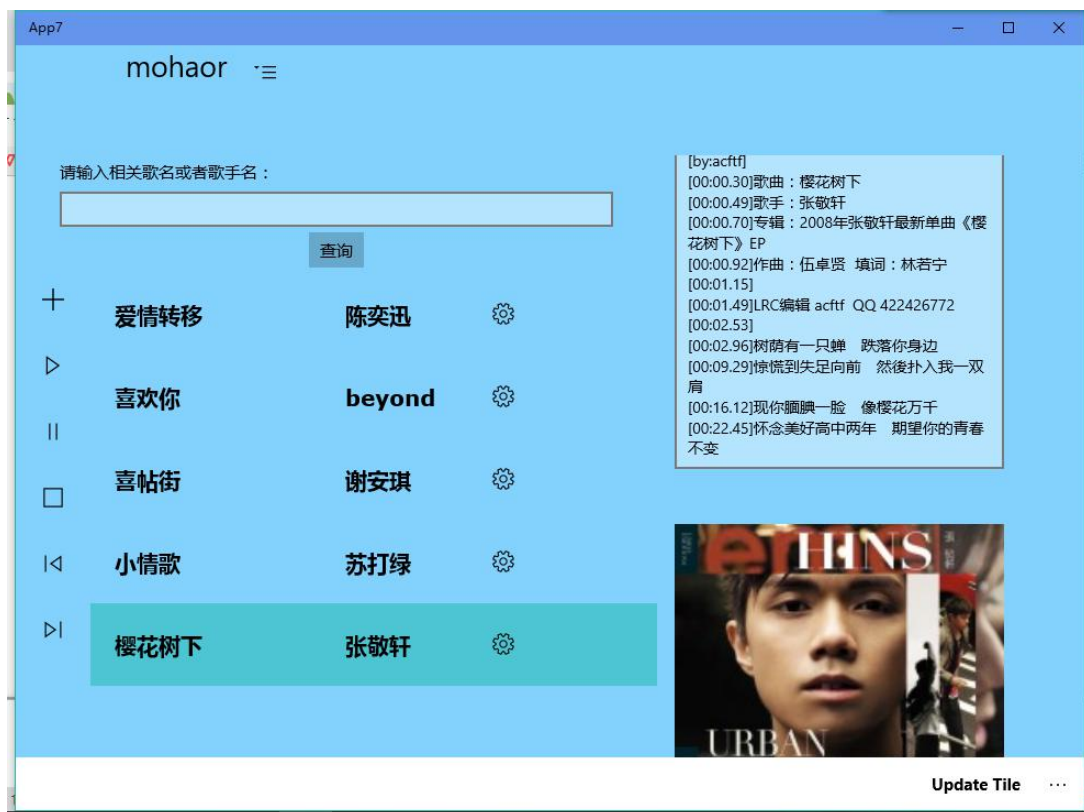 App7
mohaor
请输入相关歌名或者歌手名：
查询
爱情转移 陈奕迅
喜欢你 beyond
喜帖街 谢安琪
小情歌 苏打绿
樱花树下 张敬轩
[by:acftf]
[00:00.30]歌曲：樱花树下
[00:00.49]歌手：张敬轩
[00:00.70]专辑：2008年张敬轩最新单曲《樱
花树下》EP
[00:00.92]作曲：伍卓贤 填词：林若宁
[00:01.15]
[00:01.49]LRC编辑 acftf QQ 422426772
[00:02.53]
[00:02.96]树荫有一只蝉 跌落你身边
[00:09.29]惊慌到失足向前 然後扑入我一双
肩
[00:16.12]现你腼腆一脸 像樱花万千
[00:22.45]怀念美好高中两年 期望你的青春
不变
er HINS
URBAN
Update Tile